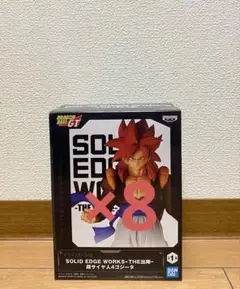 DRAGON BALL GT
SOLID
EDGE
WORKS
-THE
×8
SOLID EDGE WORKS-THE出陣-
超サイヤ人4ゴジータ
BANDAI